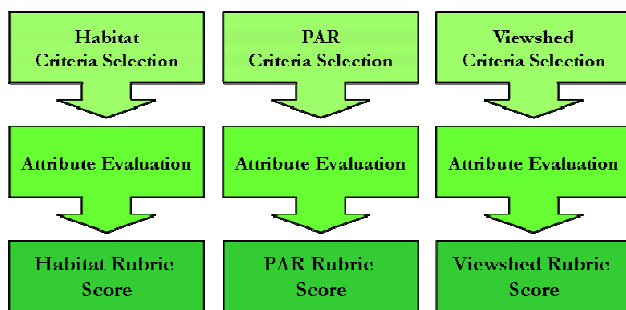 Habitat
Criteria Selection
PAR
Criteria Selection
Viewshed
Criteria Selection
Attribute Evaluation
Attribute Evaluation
Attribute Evaluation
Habitat Rubric
Score
PAR Rubric
Score
Viewshed Rubric
Score